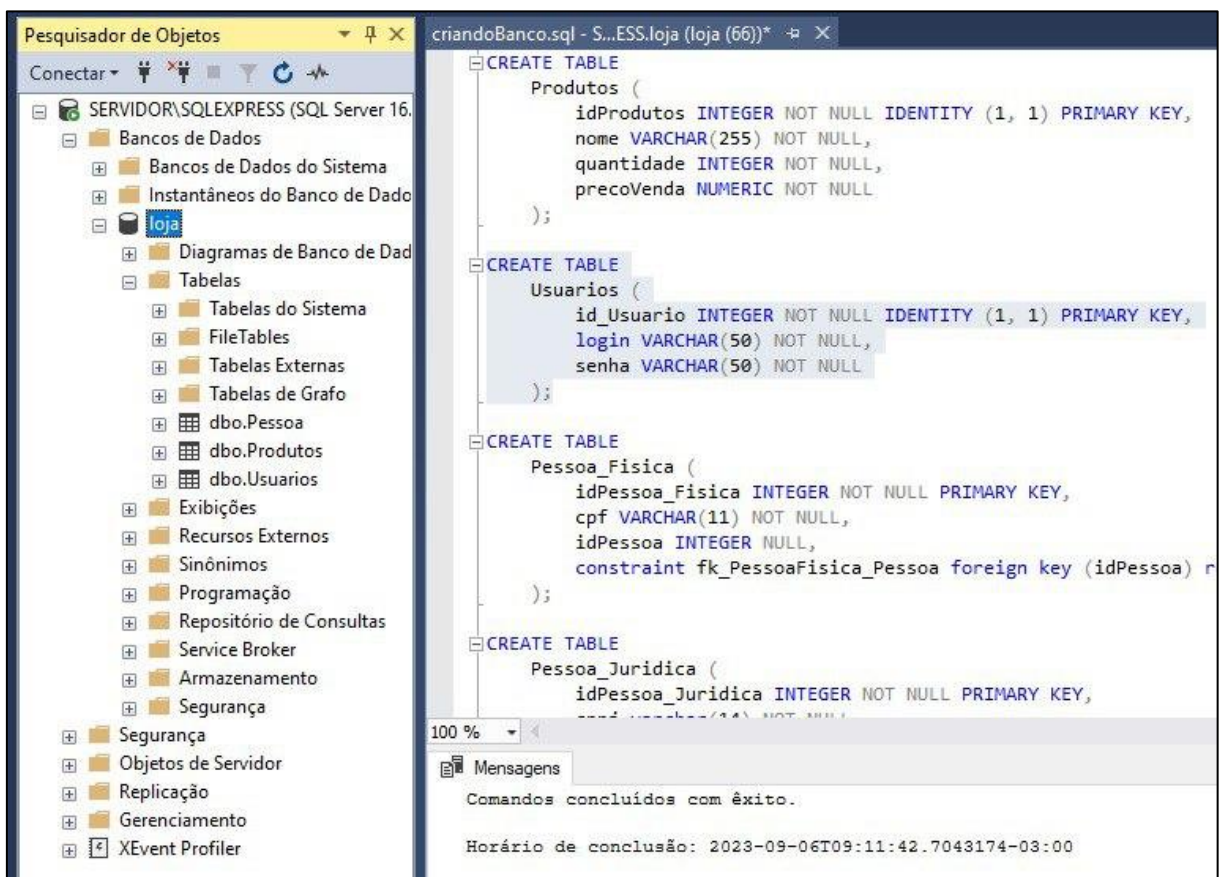 Pesquisador de Objetos
Conectar
SERVIDOR\SQLEXPRESS (SQL Server 16.
Bancos de Dados
Bancos de Dados do Sistema
Instantâneos do Banco de Dado
loja
Diagramas de Banco de Dad
Tabelas
Tabelas do Sistema
FileTables
Tabelas Externas
Tabelas de Grafo
dbo.Pessoa
dbo.Produtos
dbo.Usuarios
Exibições
Recursos Externos
Sinônimos
Programação
Repositório de Consultas
Service Broker
Armazenamento
Segurança
Segurança
Objetos de Servidor
Replicação
Gerenciamento
XEvent Profiler
criandoBanco.sql - S...ESS.loja (loja (66))*
CREATE TABLE
Produtos (
idProdutos INTEGER NOT NULL IDENTITY (1, 1) PRIMARY KEY,
nome VARCHAR(255) NOT NULL,
quantidade INTEGER NOT NULL,
precoVenda NUMERIC NOT NULL
);
CREATE TABLE
Usuarios (
id_Usuario INTEGER NOT NULL IDENTITY (1, 1) PRIMARY KEY,
login VARCHAR(50) NOT NULL,
senha VARCHAR(50) NOT NULL
);
CREATE TABLE
Pessoa_Fisica (
idPessoa_Fisica INTEGER NOT NULL PRIMARY KEY,
cpf VARCHAR(11) NOT NULL,
idPessoa INTEGER NULL,
constraint fk_PessoaFisica_Pessoa foreign key (idPessoa) r
);
CREATE TABLE
Pessoa_Juridica (
idPessoa_Juridica INTEGER NOT NULL PRIMARY KEY,
100 %
Mensagens
Comandos concluídos com êxito.
Horário de conclusão: 2023-09-06T09:11:42.7043174-03:00